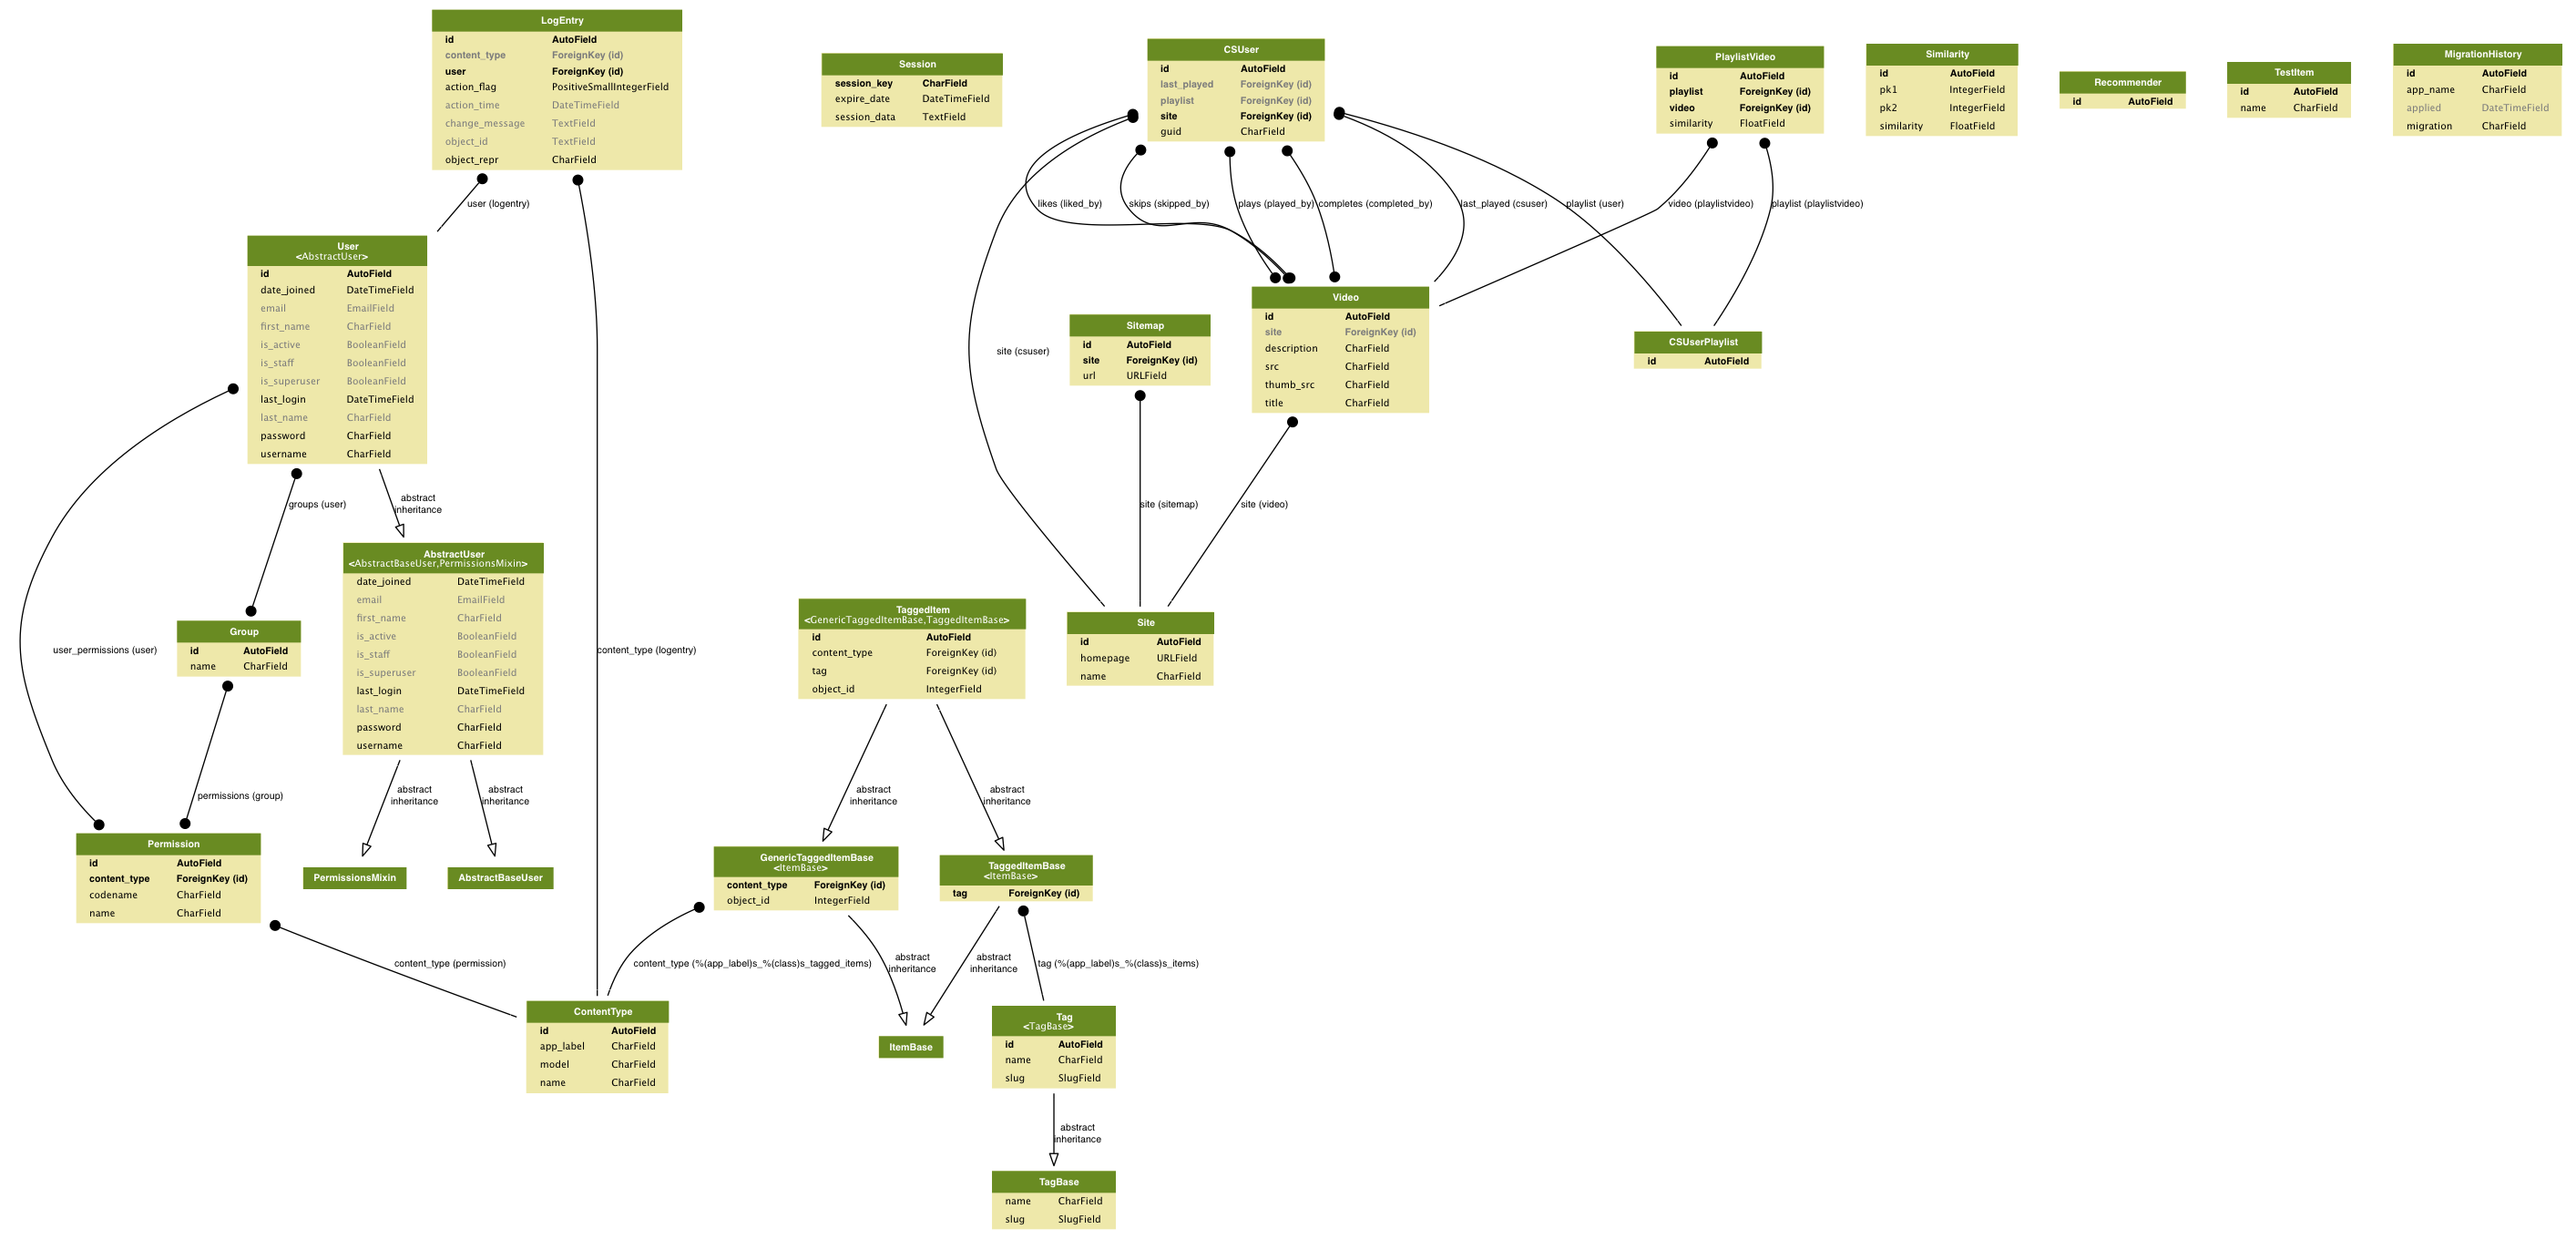 LogEntry
id AutoField
content_type ForeignKey (id)
user ForeignKey (id)
action_flag PositiveSmallIntegerField
action_time DateTimeField
change_message TextField
object_id TextField
object_repr CharField
Session
session_key CharField
expire_date DateTimeField
session_data TextField
CSUser
id AutoField
last_played ForeignKey (id)
playlist ForeignKey (id)
site ForeignKey (id)
guid CharField
PlaylistVideo
id AutoField
playlist ForeignKey (id)
video ForeignKey (id)
similarity FloatField
Similarity
id AutoField
pk1 IntegerField
pk2 IntegerField
similarity FloatField
Recommender
id AutoField
TestItem
id AutoField
name CharField
MigrationHistory
id AutoField
app_name CharField
applied DateTimeField
migration CharField
user (logentry)
likes (liked_by)
skips (skipped_by)
plays (played_by)
completes (completed_by)
last_played (csuser)
playlist (user)
video (playlistvideo)
playlist (playlistvideo)
User
<AbstractUser>
id AutoField
date_joined DateTimeField
email EmailField
first_name CharField
is_active BooleanField
is_staff BooleanField
is_superuser BooleanField
last_login DateTimeField
last_name CharField
password CharField
username CharField
site (csuser)
Sitemap
id AutoField
site ForeignKey (id)
url URLField
Video
id AutoField
site ForeignKey (id)
description CharField
src CharField
thumb_src CharField
title CharField
CSUserPlaylist
id AutoField
groups (user)
abstract
inheritance
site (sitemap)
site (video)
AbstractUser
<AbstractBaseUser,PermissionsMixin>
date_joined DateTimeField
email EmailField
first_name CharField
is_active BooleanField
is_staff BooleanField
is_superuser BooleanField
last_login DateTimeField
last_name CharField
password CharField
username CharField
user_permissions (user)
Group
id AutoField
name CharField
content_type (logentry)
TaggedItem
<GenericTaggedItemBase,TaggedItemBase>
id AutoField
content_type ForeignKey (id)
tag ForeignKey (id)
object_id IntegerField
Site
id AutoField
homepage URLField
name CharField
permissions (group)
abstract
inheritance
abstract
inheritance
abstract
inheritance
abstract
inheritance
Permission
id AutoField
content_type ForeignKey (id)
codename CharField
name CharField
PermissionsMixin
AbstractBaseUser
GenericTaggedItemBase
<ItemBase>
content_type ForeignKey (id)
object_id IntegerField
TaggedItemBase
<ItemBase>
tag ForeignKey (id)
content_type (permission)
content_type (%(app_label)s_%(class)s_tagged_items)
abstract
inheritance
abstract
inheritance
tag (%(app_label)s_%(class)s_items)
ContentType
id AutoField
app_label CharField
model CharField
name CharField
ItemBase
Tag
<TagBase>
id AutoField
name CharField
slug SlugField
abstract
inheritance
TagBase
name CharField
slug SlugField